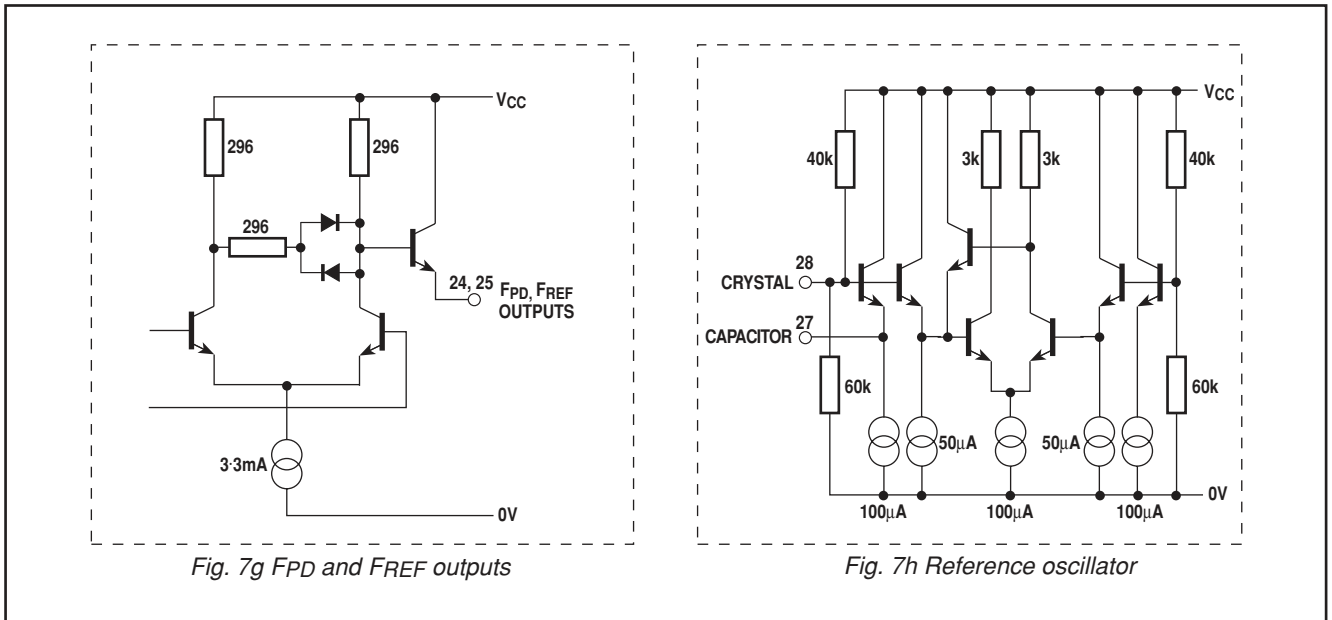 VCC
296
296
296
24, 25
FPD, FREF
OUTPUTS
3·3mA
0V
Fig. 7g FPD and FREF outputs
VCC
40k
3k
3k
40k
28
CRYSTAL
27
CAPACITOR
60k
60k
50µA
50µA
0V
100µA
100µA
100µA
Fig. 7h Reference oscillator